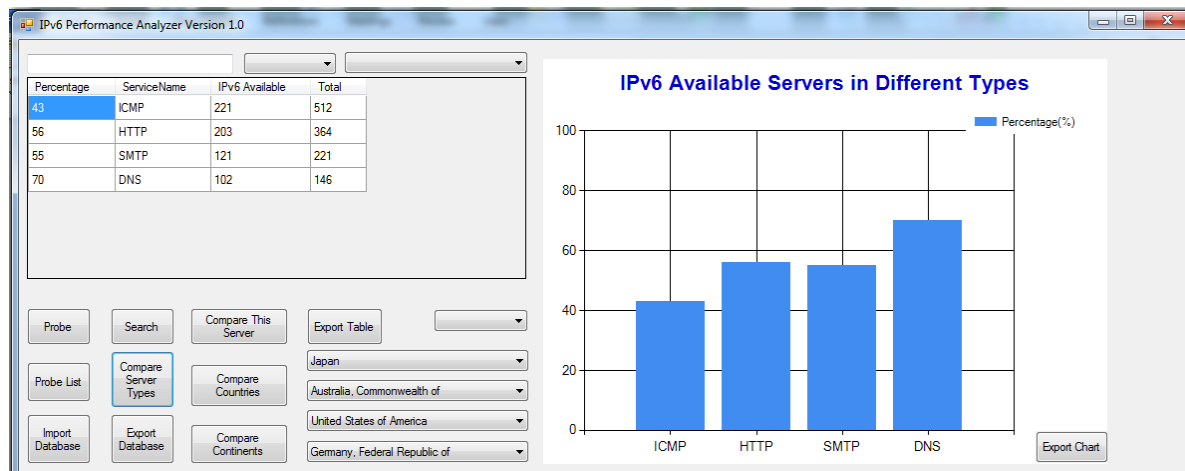 IPv6 Performance Analyzer Version 1.0
Percentage ServiceName IPv6 Available Total
43 ICMP 221 512
56 HTTP 203 364
55 SMTP 121 221
70 DNS 102 146
Probe
Search
Compare This
Server
Export Table
Probe List
Compare
Server
Types
Compare
Countries
Japan
Australia, Commonwealth of
Import
Database
Export
Database
Compare
Continents
United States of America
Germany, Federal Republic of
IPv6 Available Servers in Different Types
Percentage(%)
100
80
60
40
20
0
ICMP HTTP SMTP DNS
Export Chart